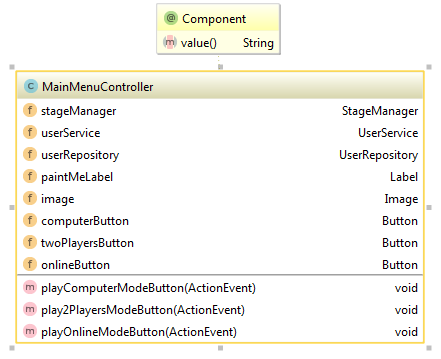 @ Component
m value() String
C MainMenuController
f stageManager StageManager
f userService UserService
f userRepository UserRepository
f paintMeLabel Label
f image Image
f computerButton Button
f twoPlayersButton Button
f onlineButton Button
m playComputerModeButton(ActionEvent) void
m play2PlayersModeButton(ActionEvent) void
m playOnlineModeButton(ActionEvent) void